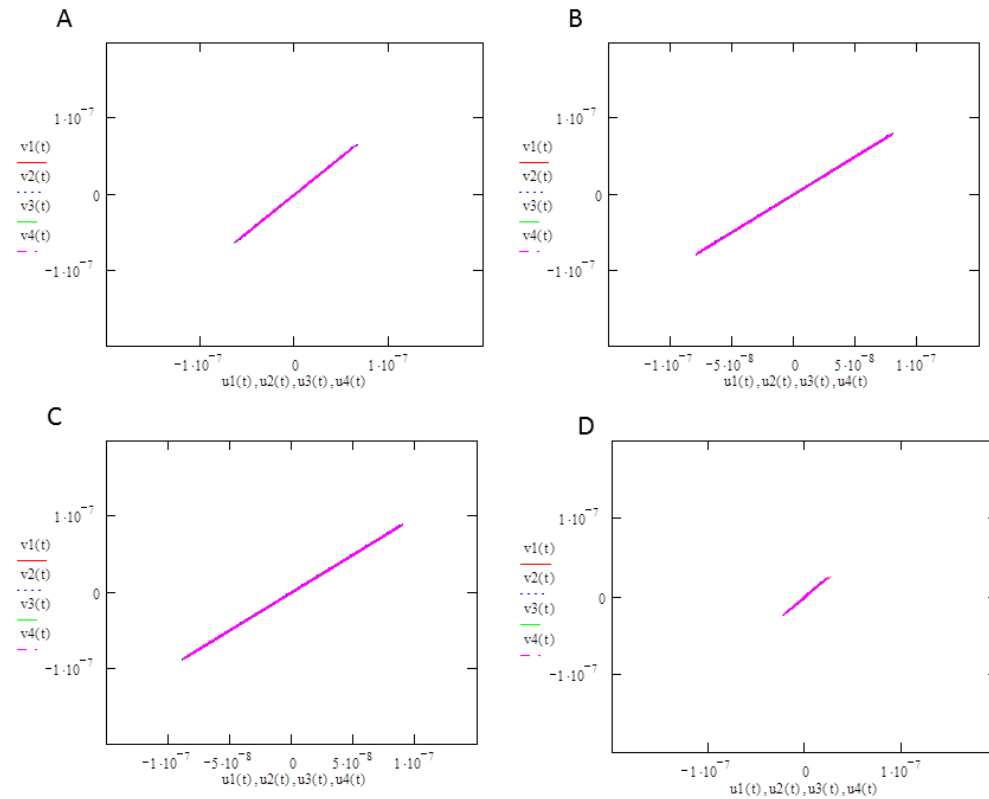 A
1·10⁻⁷
0
−1·10⁻⁷
v1(t)
v2(t)
v3(t)
v4(t)
−1·10⁻⁷ 0 1·10⁻⁷
u1(t),u2(t),u3(t),u4(t)
B
1·10⁻⁷
0
−1·10⁻⁷
v1(t)
v2(t)
v3(t)
v4(t)
−1·10⁻⁷ −5·10⁻⁸ 0 5·10⁻⁸ 1·10⁻⁷
u1(t),u2(t),u3(t),u4(t)
C
1·10⁻⁷
0
−1·10⁻⁷
v1(t)
v2(t)
v3(t)
v4(t)
−1·10⁻⁷ −5·10⁻⁸ 0 5·10⁻⁸ 1·10⁻⁷
u1(t),u2(t),u3(t),u4(t)
D
1·10⁻⁷
0
−1·10⁻⁷
v1(t)
v2(t)
v3(t)
v4(t)
−1·10⁻⁷ 0 1·10⁻⁷
u1(t),u2(t),u3(t),u4(t)